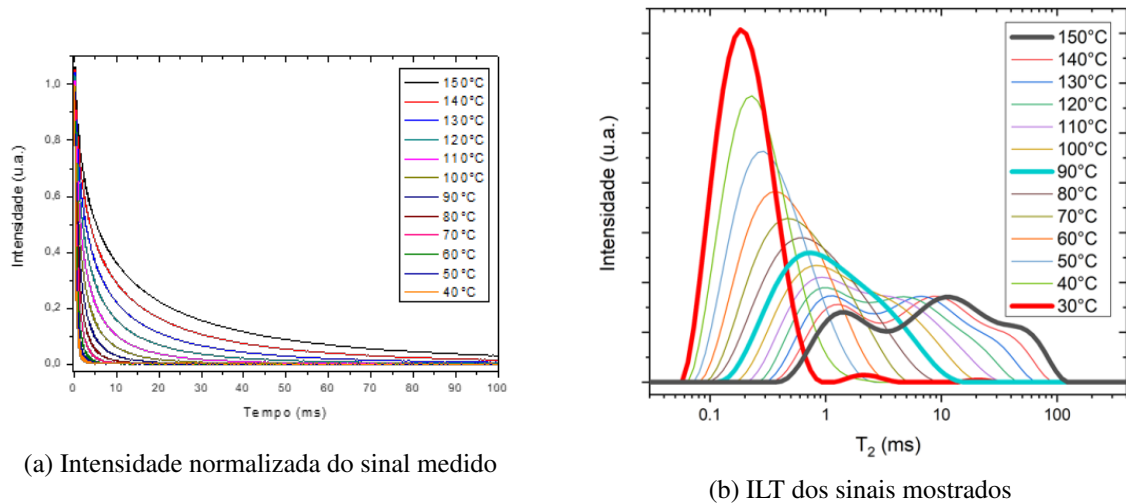 1,0
0,8
0,6
0,4
0,2
0,0
Intensidade (u.a.)
0 10 20 30 40 50 60 70 80 90 100
Tempo (ms)
150°C
140°C
130°C
120°C
110°C
100°C
90°C
80°C
70°C
60°C
50°C
40°C
(a) Intensidade normalizada do sinal medido
Intensidade (u.a.)
0.1 1 10 100
T₂ (ms)
150°C
140°C
130°C
120°C
110°C
100°C
90°C
80°C
70°C
60°C
50°C
40°C
30°C
(b) ILT dos sinais mostrados